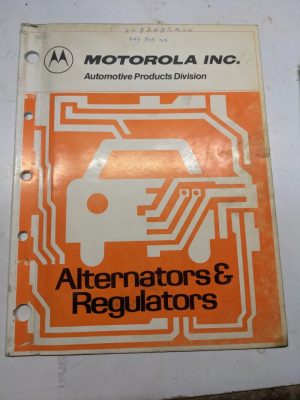 MOTOROLA INC.
Automotive Products Division
Alternators &
Regulators